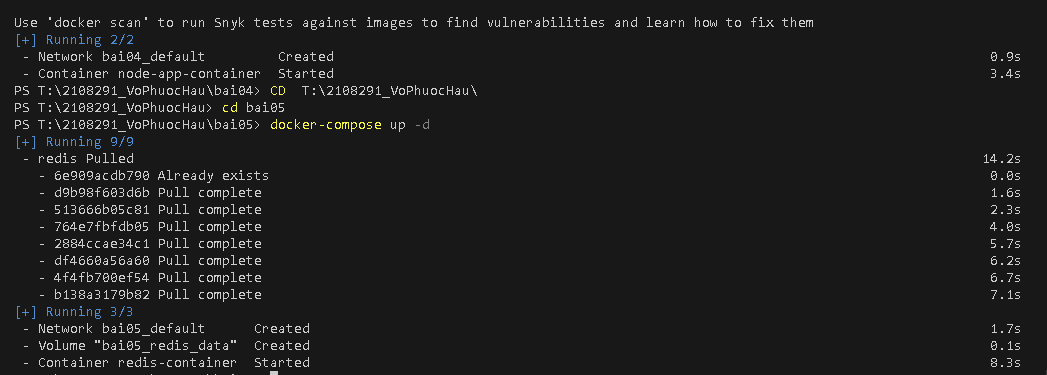 Use 'docker scan' to run Snyk tests against images to find vulnerabilities and learn how to fix them
[+] Running 2/2
- Network bai04_default Created 0.9s
- Container node-app-container Started 3.4s
PS T:\2108291_VoPhuocHau\bai04> CD T:\2108291_VoPhuocHau\
PS T:\2108291_VoPhuocHau> cd bai05
PS T:\2108291_VoPhuocHau\bai05> docker-compose up -d
[+] Running 9/9
- redis Pulled 14.2s
- 6e909acdb790 Already exists 0.0s
- d9b98f603d6b Pull complete 1.6s
- 513666b05c81 Pull complete 2.3s
- 764e7fbfdb05 Pull complete 4.0s
- 2884ccae34c1 Pull complete 5.7s
- df4660a56a60 Pull complete 6.2s
- 4f4fb700ef54 Pull complete 6.7s
- b138a3179b82 Pull complete 7.1s
[+] Running 3/3
- Network bai05_default Created 1.7s
- Volume "bai05_redis_data" Created 0.1s
- Container redis-container Started 8.3s